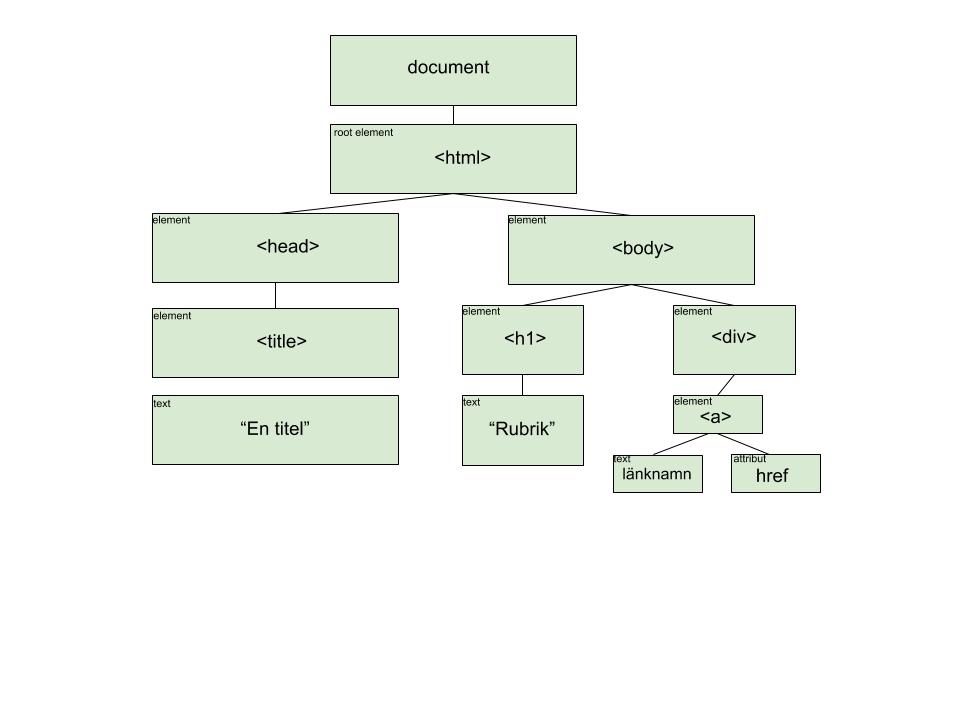 document
root element
<html>
element
<head>
element
<body>
element
<title>
element
<h1>
element
<div>
text
“En titel”
text
“Rubrik”
element
<a>
text
länknamn
attribut
href